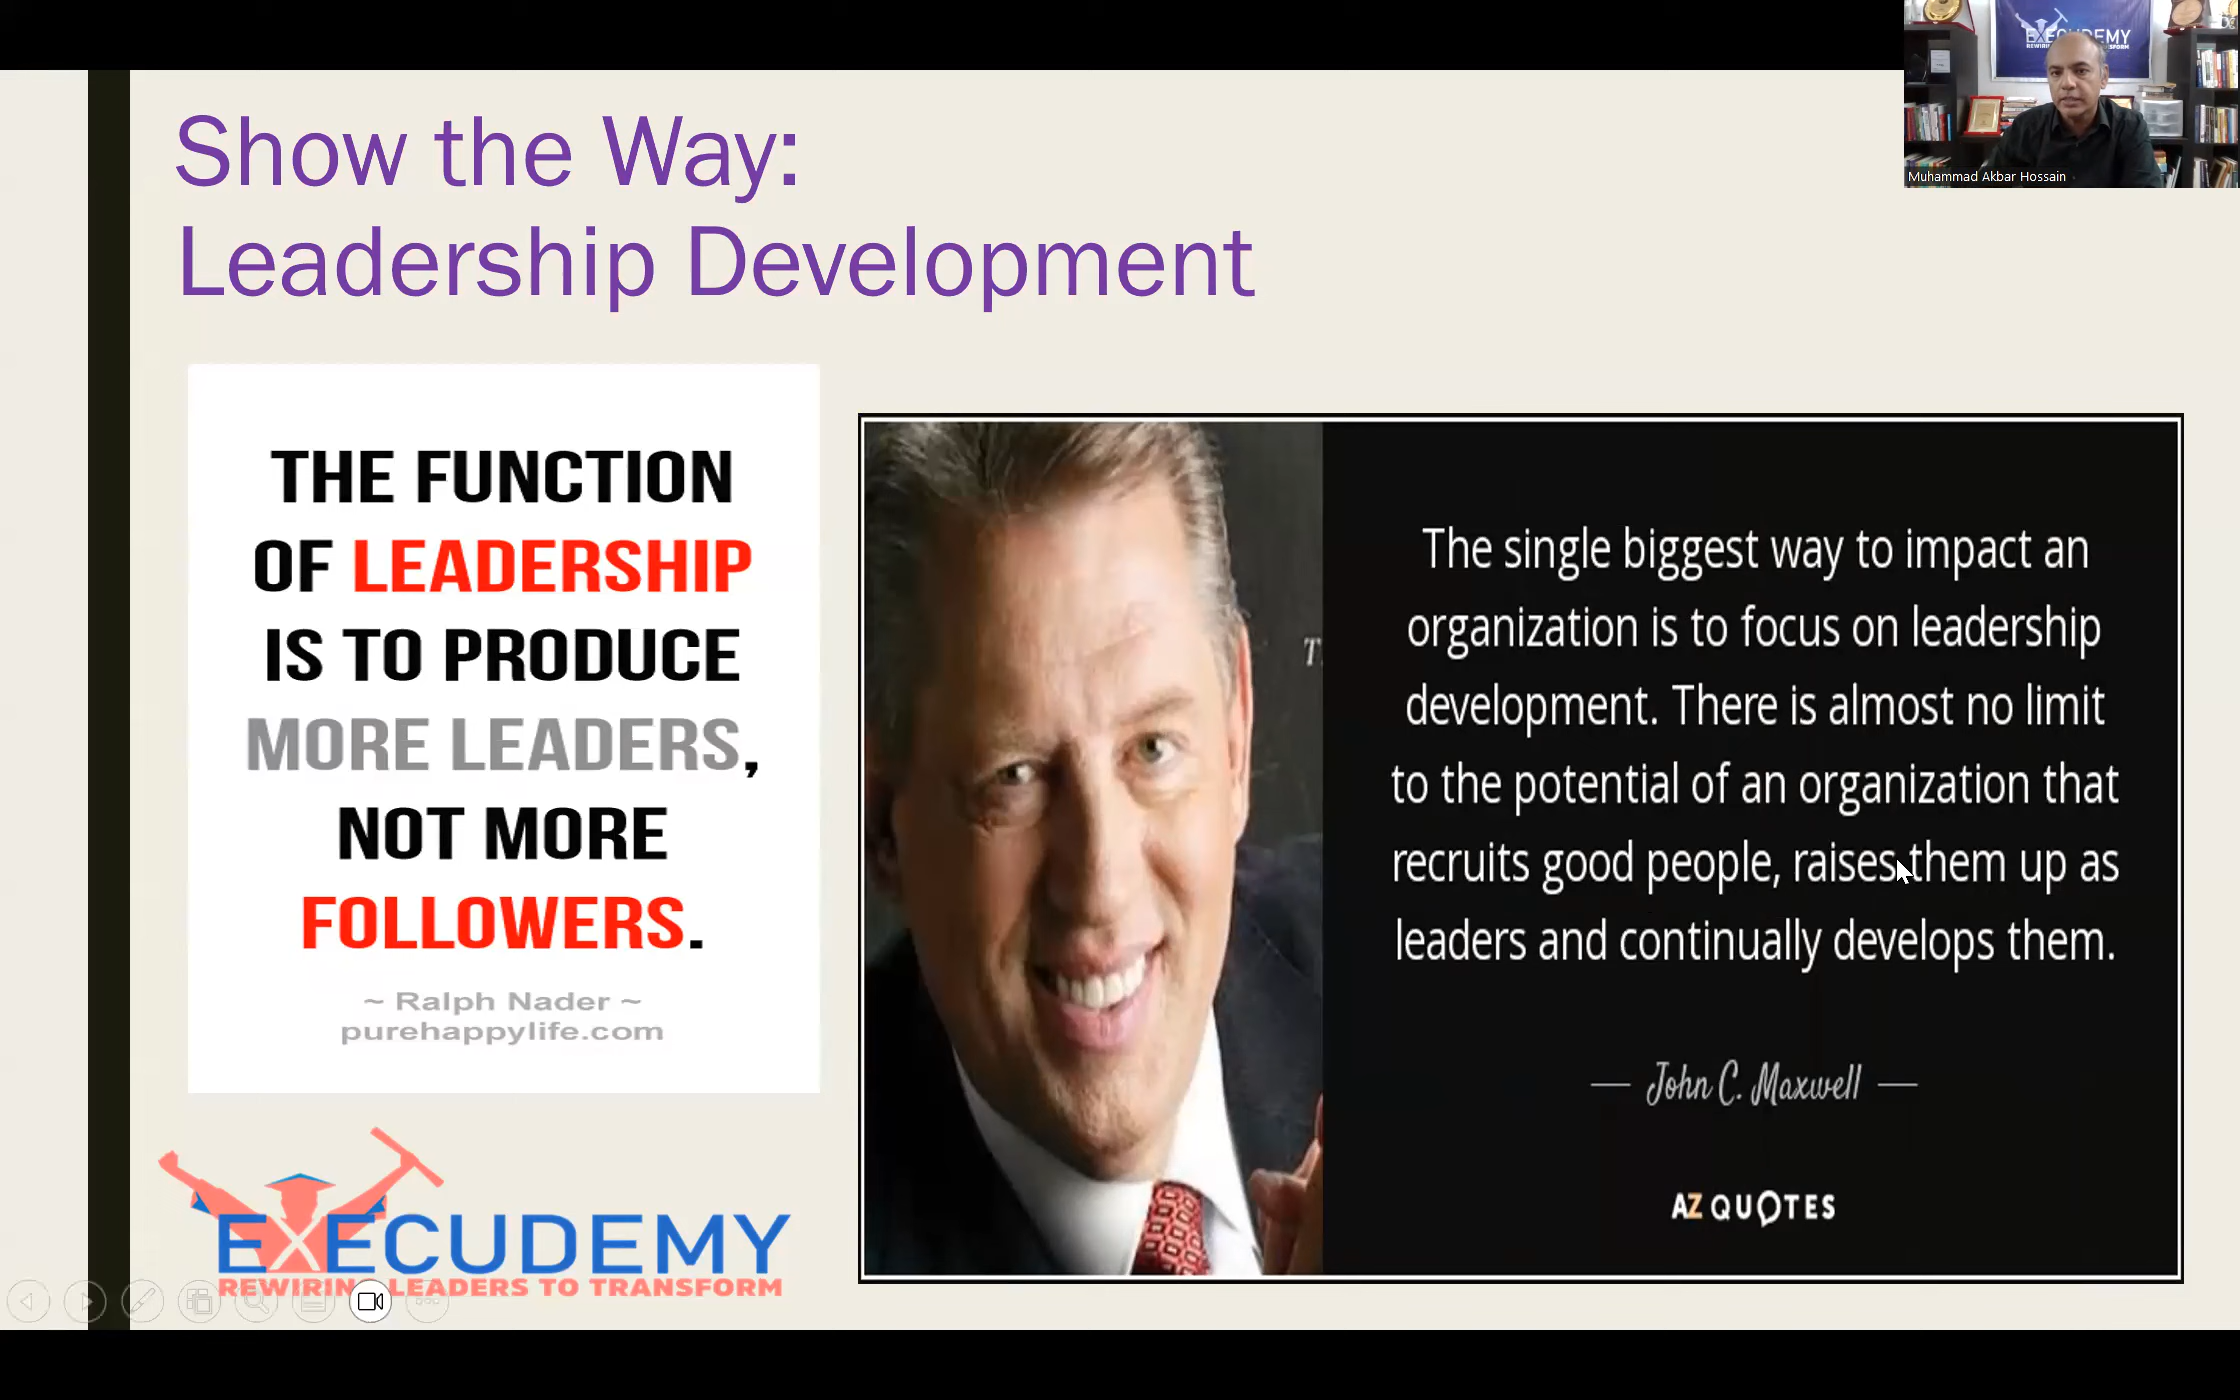 EXECUDEMY
Muhammad Akbar Hossain
Show the Way:
Leadership Development
THE FUNCTION
OF LEADERSHIP
IS TO PRODUCE
MORE LEADERS,
NOT MORE
FOLLOWERS.
~ Ralph Nader ~
purehappylife.com
The single biggest way to impact an
organization is to focus on leadership
development. There is almost no limit
to the potential of an organization that
recruits good people, raises them up as
leaders and continually develops them.
— John C. Maxwell —
AZ QUOTES
EXECUDEMY
REWIRING LEADERS TO TRANSFORM